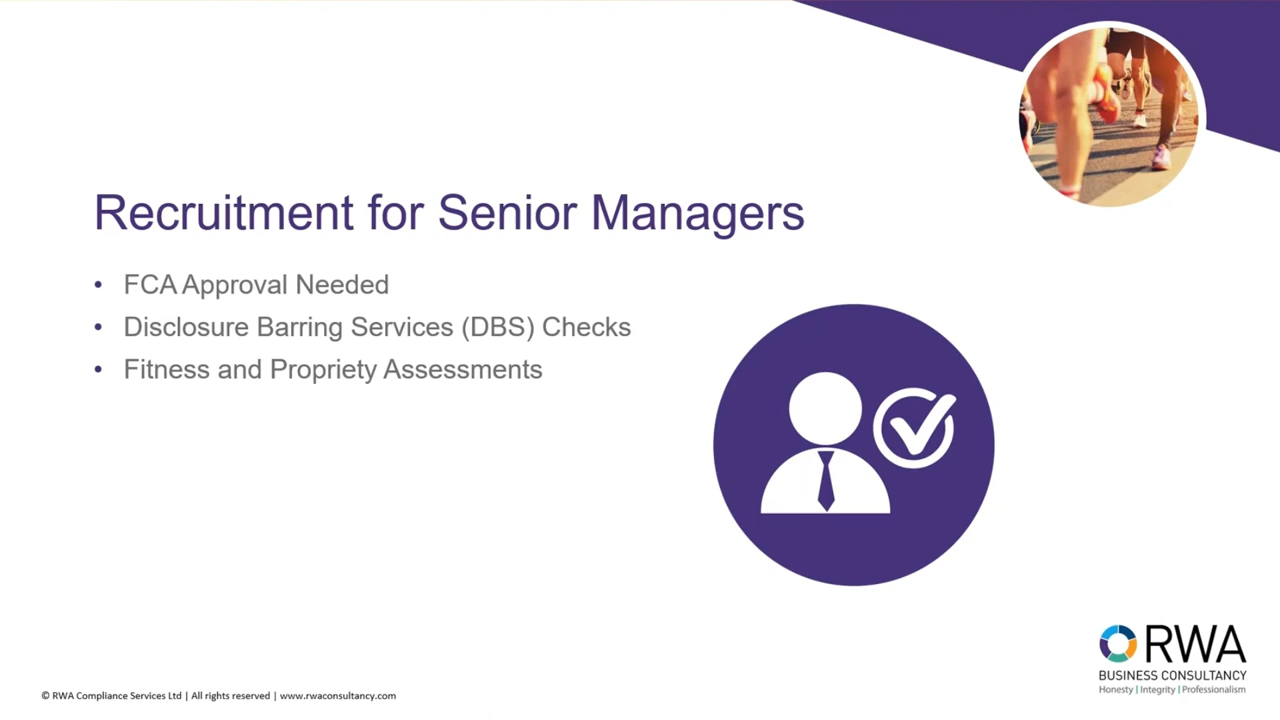 Recruitment for Senior Managers
• FCA Approval Needed
• Disclosure Barring Services (DBS) Checks
• Fitness and Propriety Assessments
RWA
BUSINESS CONSULTANCY
Honesty | Integrity | Professionalism
© RWA Compliance Services Ltd | All rights reserved | www.rwaconsultancy.com